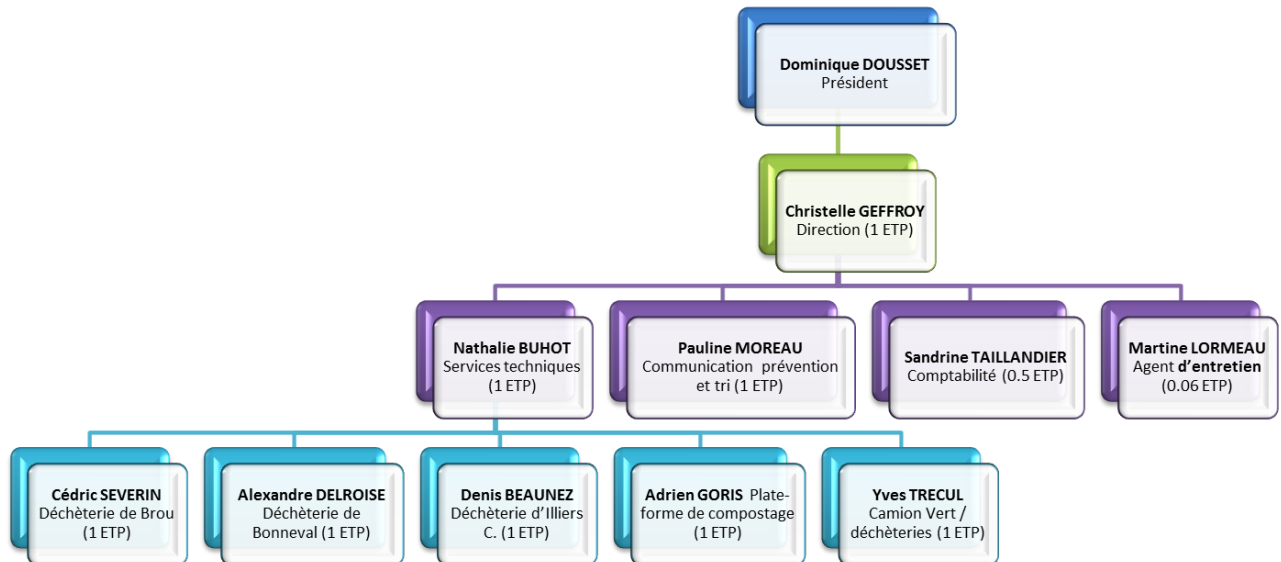 Dominique DOUSSET
Président
Christelle GEFFROY
Direction (1 ETP)
Nathalie BUHOT
Services techniques
(1 ETP)
Pauline MOREAU
Communication prévention
et tri (1 ETP)
Sandrine TAILLANDIER
Comptabilité (0.5 ETP)
Martine LORMEAU
Agent d’entretien
(0.06 ETP)
Cédric SEVERIN
Déchèterie de Brou
(1 ETP)
Alexandre DELROISE
Déchèterie de
Bonneval (1 ETP)
Denis BEAUNEZ
Déchèterie d’Illiers
C. (1 ETP)
Adrien GORIS Plate-
forme de compostage
(1 ETP)
Yves TRECUL
Camion Vert /
déchèteries (1 ETP)